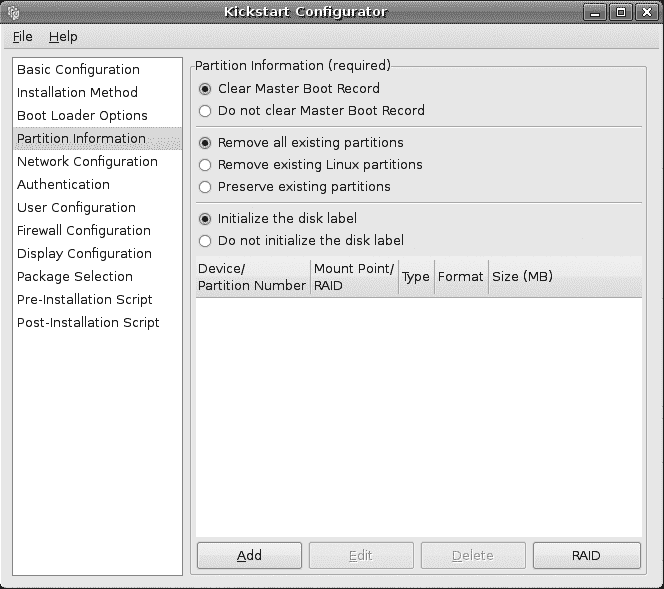 Kickstart Configurator
File Help
Basic Configuration
Installation Method
Boot Loader Options
Partition Information
Network Configuration
Authentication
User Configuration
Firewall Configuration
Display Configuration
Package Selection
Pre-Installation Script
Post-Installation Script
Partition Information (required)
Clear Master Boot Record
Do not clear Master Boot Record
Remove all existing partitions
Remove existing Linux partitions
Preserve existing partitions
Initialize the disk label
Do not initialize the disk label
Device/
Partition Number
Mount Point/
RAID
Type
Format
Size (MB)
Add
Edit
Delete
RAID